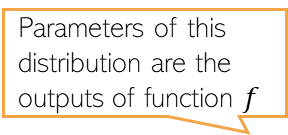 Parameters of this
distribution are the
outputs of function f